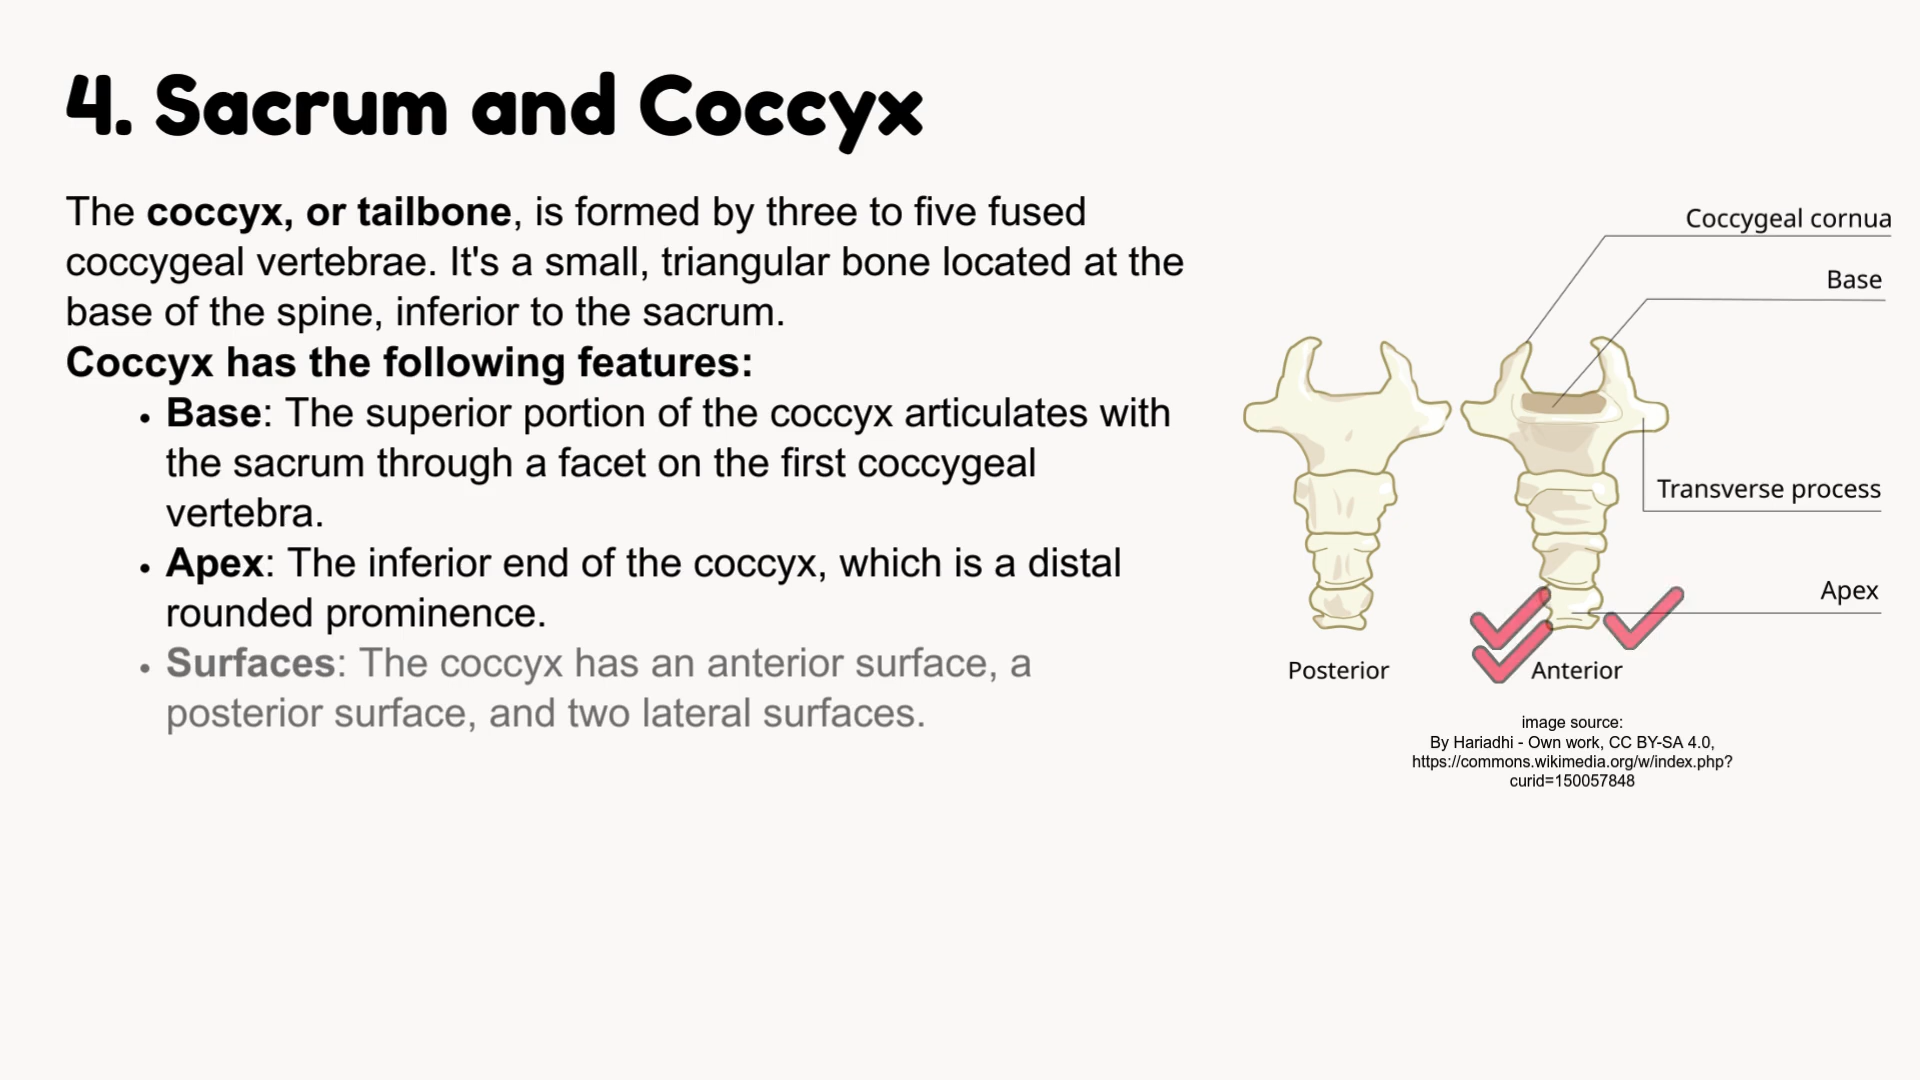 4. Sacrum and Coccyx
The coccyx, or tailbone, is formed by three to five fused
coccygeal vertebrae. It's a small, triangular bone located at the
base of the spine, inferior to the sacrum.
Coccyx has the following features:
• Base: The superior portion of the coccyx articulates with
the sacrum through a facet on the first coccygeal
vertebra.
• Apex: The inferior end of the coccyx, which is a distal
rounded prominence.
• Surfaces: The coccyx has an anterior surface, a
posterior surface, and two lateral surfaces.
Coccygeal cornua
Base
Transverse process
Apex
Posterior
Anterior
image source:
By Hariadhi - Own work, CC BY-SA 4.0,
https://commons.wikimedia.org/w/index.php?
curid=150057848